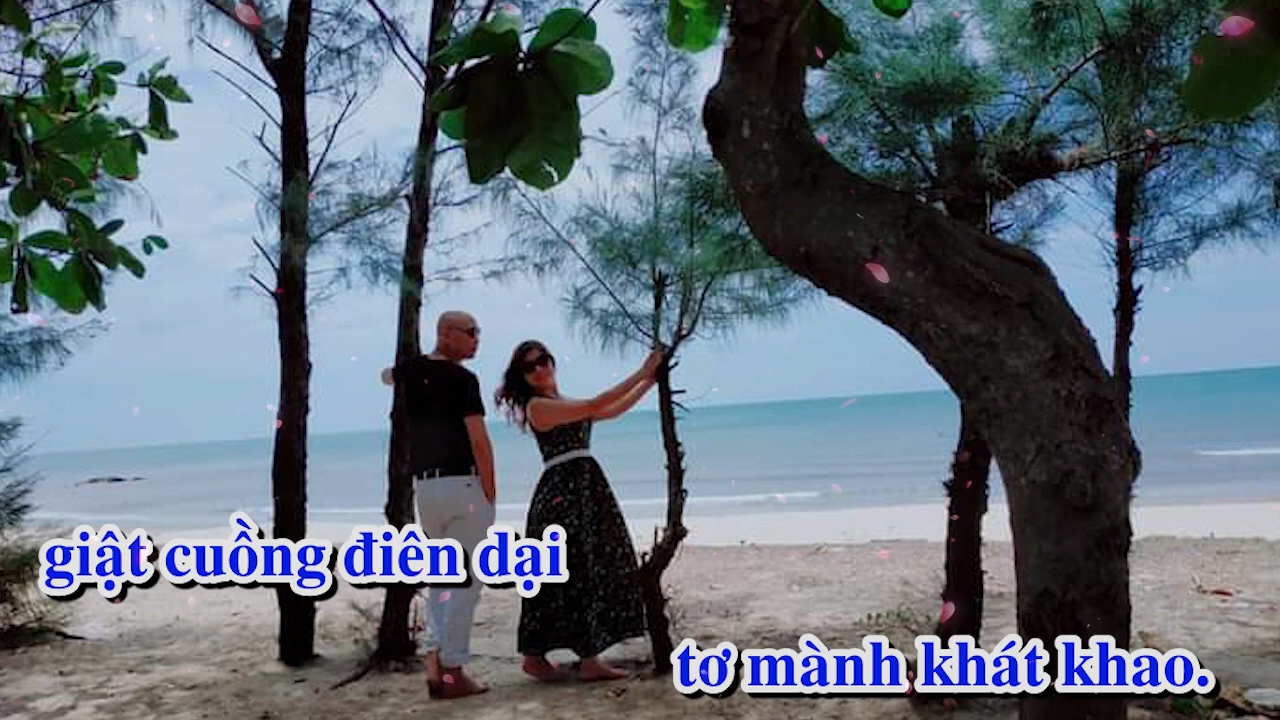 giật cuồng điên dại
tơ mành khát khao.